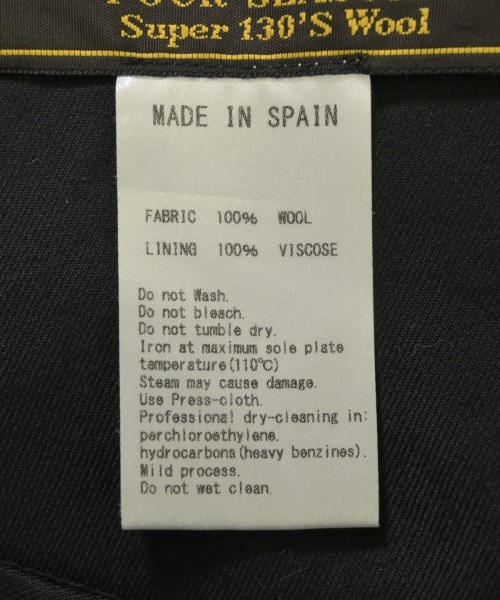 Super 130'S Wool
MADE IN SPAIN
FABRIC 100% WOOL
LINING 100% VISCOSE
Do not Wash.
Do not bleach.
Do not tumble dry.
Iron at maximum sole plate
temperature(110℃)
Steam may cause damage.
Use Press-cloth.
Professional dry-cleaning in:
perchloroethylene.
hydrocarbons(heavy benzines).
Mild process.
Do not wet clean.